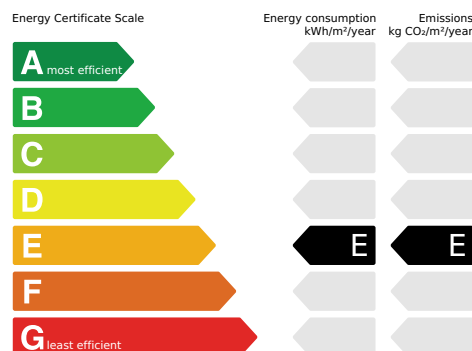 Energy Certificate Scale
Energy consumption
kWh/m²/year
Emissions
kg CO₂/m²/year
A most efficient
B
C
D
E E E
F
G least efficient